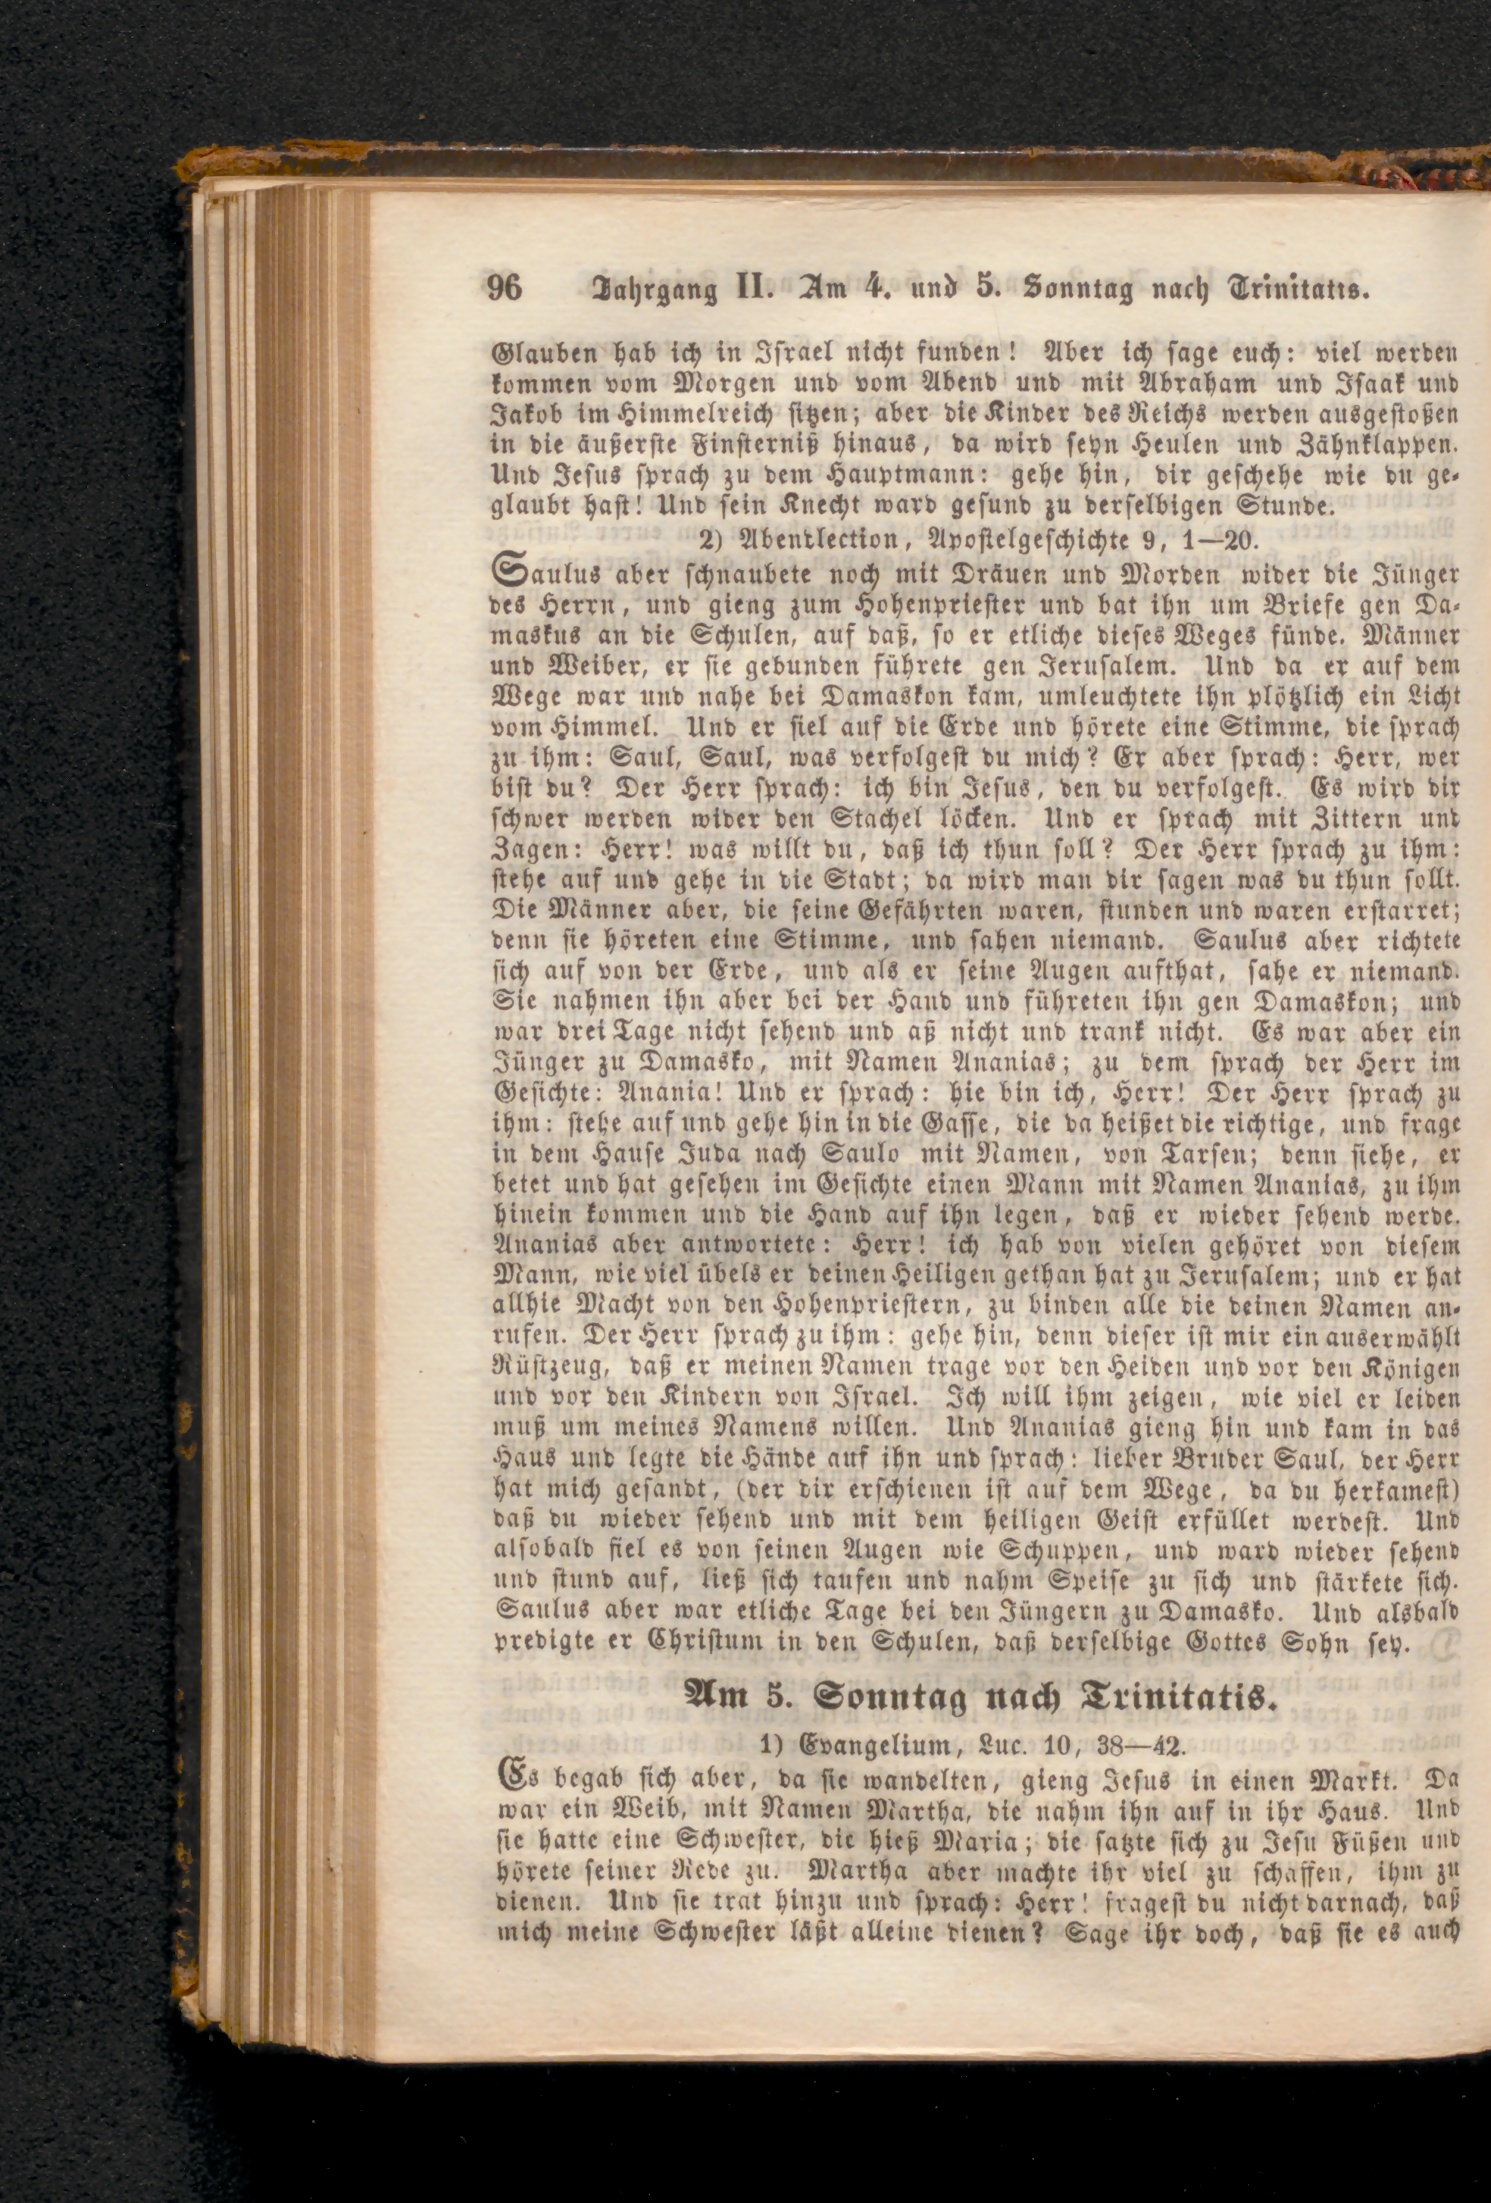 96 Jahrgang II. Am 4. und 5. Sonntag nach Trinitatis.
Glauben hab ich in Israel nicht funden! Aber ich sage euch: viel werden
kommen vom Morgen und vom Abend und mit Abraham und Isaak und
Jakob im Himmelreich sitzen; aber die Kinder des Reichs werden ausgestoßen
in die äußerste Finsterniß hinaus, da wird seyn Heulen und Zähnklappen.
Und Jesus sprach zu dem Hauptmann: gehe hin, dir geschehe wie du ge-
glaubt hast! Und sein Knecht ward gesund zu derselbigen Stunde.
2) Abendlection, Apostelgeschichte 9, 1—20.
Saulus aber schnaubete noch mit Dräuen und Morden wider die Jünger
des Herrn, und gieng zum Hohenpriester und bat ihn um Briefe gen Da-
maskus an die Schulen, auf daß, so er etliche dieses Weges fünde. Männer
und Weiber, er sie gebunden führete gen Jerusalem. Und da er auf dem
Wege war und nahe bei Damaskon kam, umleuchtete ihn plötzlich ein Licht
vom Himmel. Und er fiel auf die Erde und hörete eine Stimme, die sprach
zu ihm: Saul, Saul, was verfolgest du mich? Er aber sprach: Herr, wer
bist du? Der Herr sprach: ich bin Jesus, den du verfolgest. Es wird dir
schwer werden wider den Stachel löcken. Und er sprach mit Zittern und
Zagen: Herr! was willt du, daß ich thun soll? Der Herr sprach zu ihm:
stehe auf und gehe in die Stadt; da wird man dir sagen was du thun sollt.
Die Männer aber, die seine Gefährten waren, stunden und waren erstarret;
denn sie höreten eine Stimme, und sahen niemand. Saulus aber richtete
sich auf von der Erde, und als er seine Augen aufthat, sahe er niemand.
Sie nahmen ihn aber bei der Hand und führeten ihn gen Damaskon; und
war drei Tage nicht sehend und aß nicht und trank nicht. Es war aber ein
Jünger zu Damasko, mit Namen Ananias; zu dem sprach der Herr im
Gesichte: Anania! Und er sprach: hie bin ich, Herr! Der Herr sprach zu
ihm: stehe auf und gehe hin in die Gasse, die da heißet die richtige, und frage
in dem Hause Juda nach Saulo mit Namen, von Tarsen; denn siehe, er
betet und hat gesehen im Gesichte einen Mann mit Namen Ananias, zu ihm
hinein kommen und die Hand auf ihn legen, daß er wieder sehend werde.
Ananias aber antwortete: Herr! ich hab von vielen gehöret von diesem
Mann, wie viel übels er deinen Heiligen gethan hat zu Jerusalem; und er hat
allhie Macht von den Hohenpriestern, zu binden alle die deinen Namen an-
rufen. Der Herr sprach zu ihm: gehe hin, denn dieser ist mir ein auserwählt
Rüstzeug, daß er meinen Namen trage vor den Heiden und vor den Königen
und vor den Kindern von Israel. Ich will ihm zeigen, wie viel er leiden
muß um meines Namens willen. Und Ananias gieng hin und kam in das
Haus und legte die Hände auf ihn und sprach: lieber Bruder Saul, der Herr
hat mich gesandt, (der dir erschienen ist auf dem Wege, da du herkamest)
daß du wieder sehend und mit dem heiligen Geist erfüllet werdest. Und
alsobald fiel es von seinen Augen wie Schuppen, und ward wieder sehend
und stund auf, ließ sich taufen und nahm Speise zu sich und stärkete sich.
Saulus aber war etliche Tage bei den Jüngern zu Damasko. Und alsbald
predigte er Christum in den Schulen, daß derselbige Gottes Sohn sey.
Am 5. Sonntag nach Trinitatis.
1) Evangelium, Luc. 10, 38—42.
Es begab sich aber, da sie wandelten, gieng Jesus in einen Markt. Da
war ein Weib, mit Namen Martha, die nahm ihn auf in ihr Haus. Und
sie hatte eine Schwester, die hieß Maria; die satzte sich zu Jesu Füßen und
hörete seiner Rede zu. Martha aber machte ihr viel zu schaffen, ihm zu
dienen. Und sie trat hinzu und sprach: Herr! fragest du nicht darnach, daß
mich meine Schwester läßt alleine dienen? Sage ihr doch, daß sie es auch